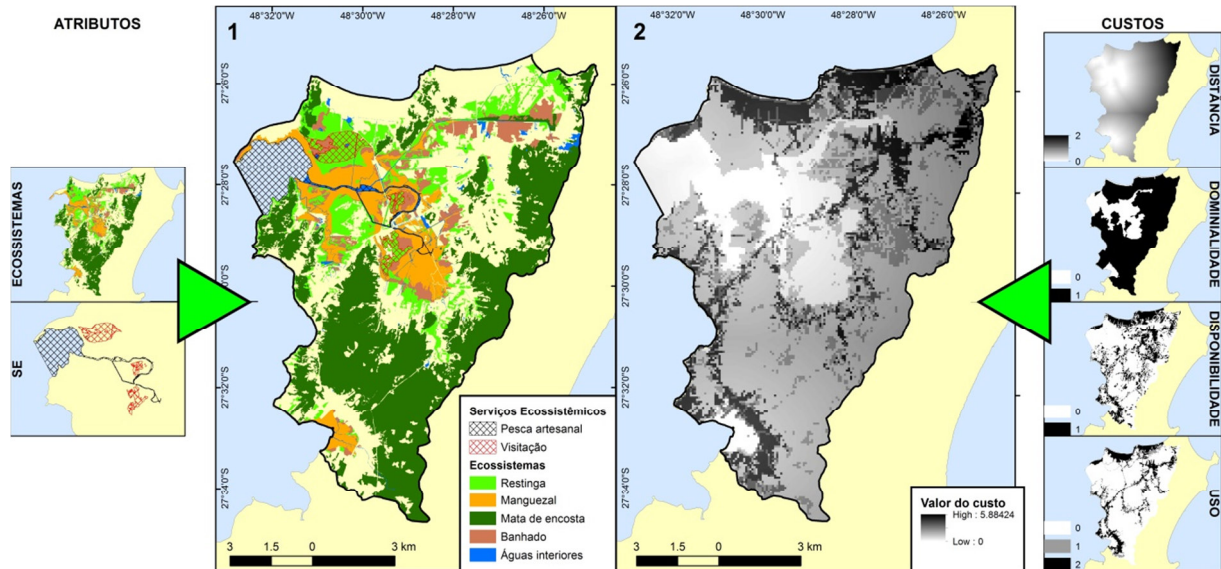 ATRIBUTOS
ECOSSISTEMAS
SE
1
48°32'0"W
48°30'0"W
48°28'0"W
48°26'0"W
27°26'0"S
27°28'0"S
27°30'0"S
27°32'0"S
27°34'0"S
Serviços Ecossistêmicos
Pesca artesanal
Visitação
Ecossistemas
Restinga
Manguezal
Mata de encosta
Banhado
Águas interiores
3 1.5 0 3 km
2
48°32'0"W
48°30'0"W
48°28'0"W
48°26'0"W
27°26'0"S
27°28'0"S
27°30'0"S
27°32'0"S
27°34'0"S
Valor do custo
High : 5.88424
Low : 0
3 1.5 0 3 km
CUSTOS
DISTÂNCIA
2
0
DOMINIALIDADE
0
1
DISPONIBILIDADE
0
1
USO
0
1
2